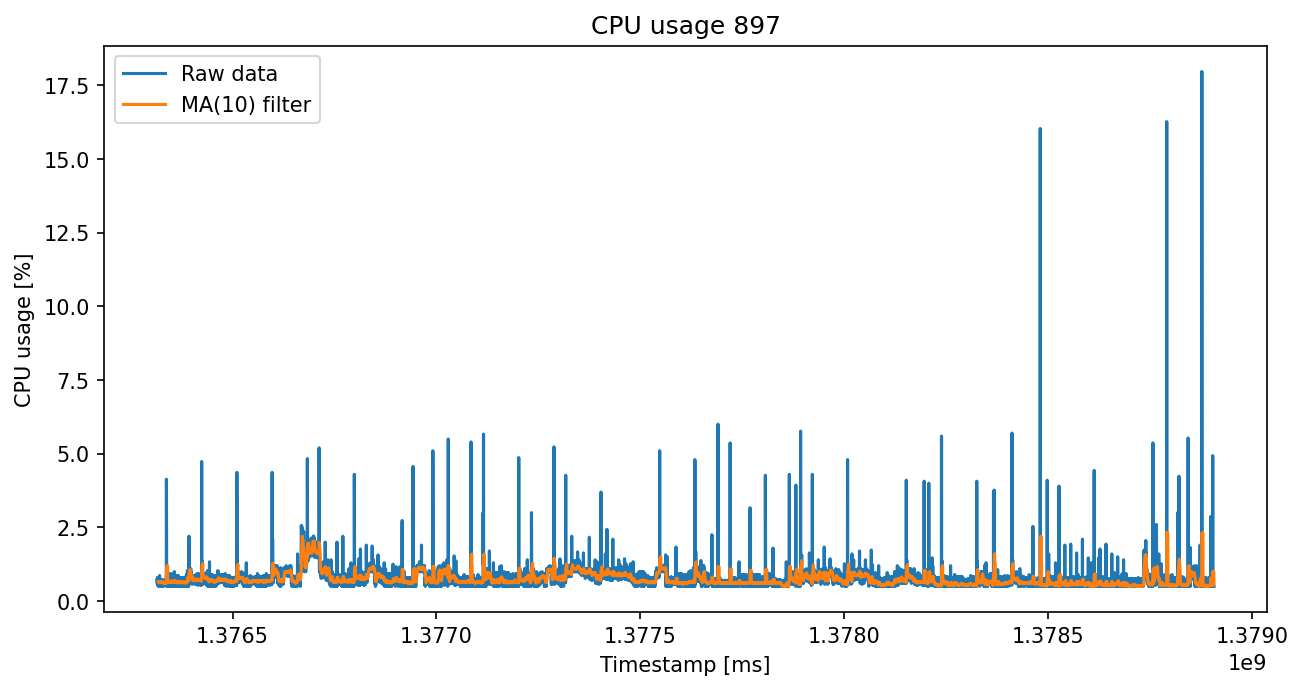 CPU usage 897
Raw data
MA(10) filter
17.5
15.0
12.5
10.0
7.5
5.0
2.5
0.0
CPU usage [%]
1.3765 1.3770 1.3775 1.3780 1.3785 1.3790
1e9
Timestamp [ms]